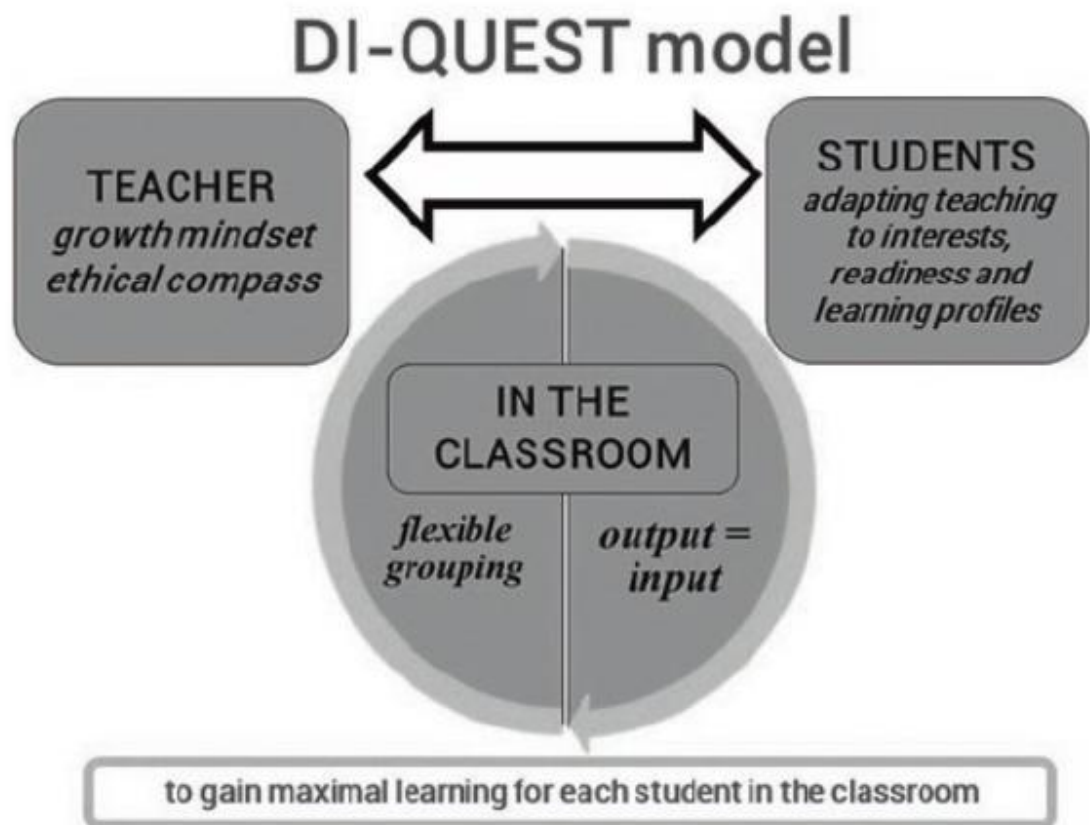 DI-QUEST model
TEACHER
growth mindset
ethical compass
STUDENTS
adapting teaching
to interests,
readiness and
learning profiles
IN THE
CLASSROOM
flexible
grouping
output =
input
to gain maximal learning for each student in the classroom